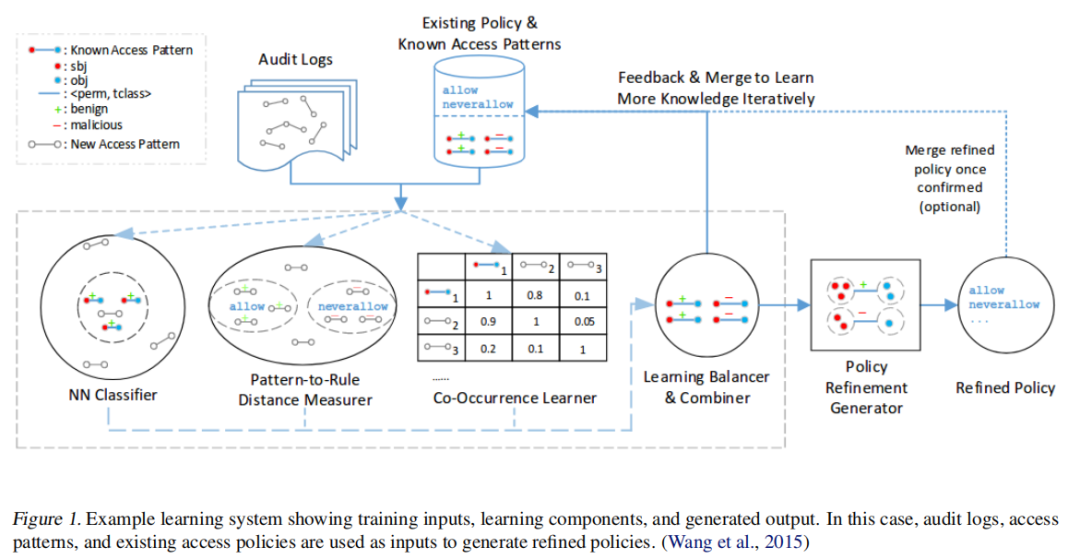 : Known Access Pattern
: sbj
: obj
: <perm, tclass>
+: benign
−: malicious
: New Access Pattern
Audit Logs
Existing Policy &
Known Access Patterns
allow
neverallow
+ −
+ −
Feedback & Merge to Learn
More Knowledge Iteratively
Merge refined
policy once
confirmed
(optional)
+ +
NN Classifier
allow
neverallow
Pattern-to-Rule
Distance Measurer
1 2 3
1 1 0.8 0.1
2 0.9 1 0.05
3 0.2 0.1 1
......
Co-Occurrence Learner
+ −
+ −
Learning Balancer
& Combiner
+
−
Policy
Refinement
Generator
allow
neverallow
...
Refined Policy
Figure 1. Example learning system showing training inputs, learning components, and generated output. In this case, audit logs, access
patterns, and existing access policies are used as inputs to generate refined policies. (Wang et al., 2015)